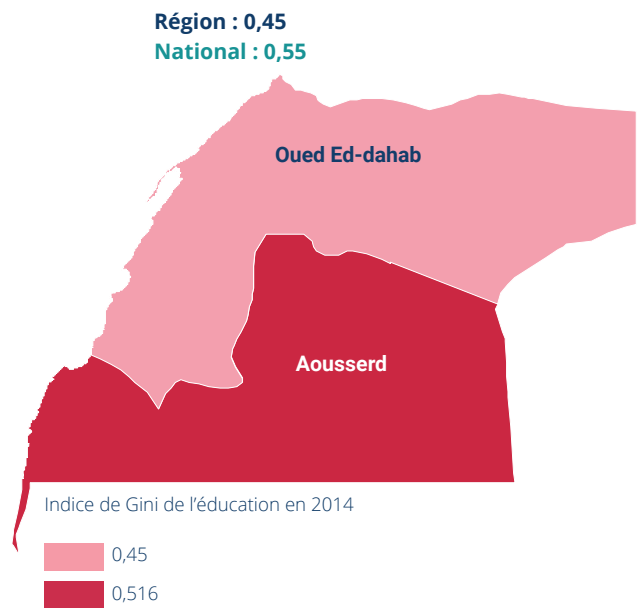 Région : 0,45
National : 0,55
Oued Ed-dahab
Aousserd
Indice de Gini de l’éducation en 2014
0,45
0,516